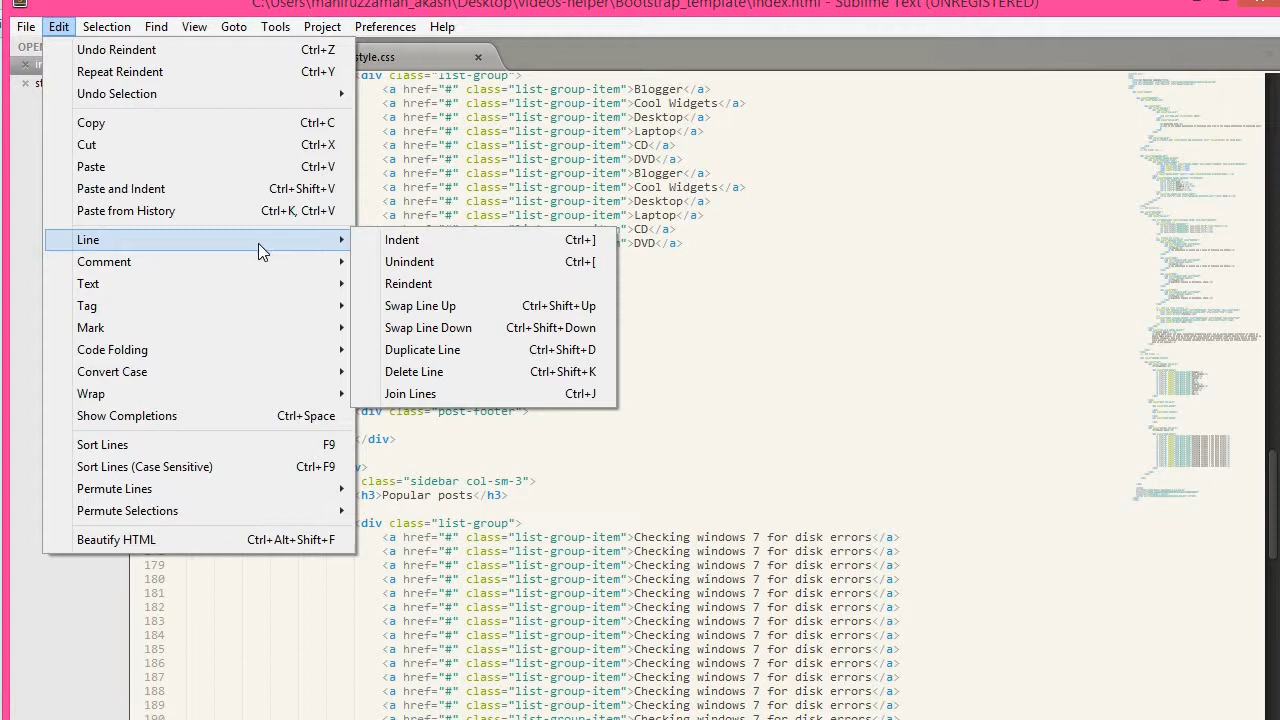 C:\Users\maniruzzaman_akash\Desktop\videos-helper\Bootstrap_template\index.html - Sublime Text (UNREGISTERED)
File Edit Selection Find View Goto Tools Project Preferences Help
Undo Reindent Ctrl+Z
Repeat Reindent Ctrl+Y
Undo Selection
Copy Ctrl+C
Cut Ctrl+X
Paste Ctrl+V
Paste and Indent Ctrl+Shift+V
Paste from History Ctrl+K, Ctrl+V
Line
Comment
Text
Tag
Mark
Code Folding
Convert Case
Wrap
Show Completions Ctrl+Space
Sort Lines F9
Sort Lines (Case Sensitive) Ctrl+F9
Permute Lines
Permute Selections
Beautify HTML Ctrl+Alt+Shift+F
Indent Ctrl+]
Unindent Ctrl+[
Reindent
Swap Line Up Ctrl+Shift+Up
Swap Line Down Ctrl+Shift+Down
Duplicate Line Ctrl+Shift+D
Delete Line Ctrl+Shift+K
Join Lines Ctrl+J
OPEN
style.css
div class="list-group">
<a href="#" class="list-group-item">Blogger</a>
<a href="#" class="list-group-item">Cool Widgets</a>
<a href="#" class="list-group-item">Desktop</a>
<a href="#" class="list-group-item">Laptop</a>
<a href="#" class="list-group-item">CD</a>
<a href="#" class="list-group-item">DVD</a>
<a href="#" class="list-group-item">Blogger</a>
<a href="#" class="list-group-item">Cool Widgets</a>
<a href="#" class="list-group-item">Desktop</a>
<a href="#" class="list-group-item">Laptop</a>
">CD</a>
">DVD</a>
div class="post-footer">
/div>
class="sidebar col-sm-3">
h3>Popular Posts</h3>
div class="list-group">
<a href="#" class="list-group-item">Checking windows 7 for disk errors</a>
<a href="#" class="list-group-item">Checking windows 7 for disk errors</a>
179 <a href="#" class="list-group-item">Checking windows 7 for disk errors</a>
180 <a href="#" class="list-group-item">Checking windows 7 for disk errors</a>
181 <a href="#" class="list-group-item">Checking windows 7 for disk errors</a>
182 <a href="#" class="list-group-item">Checking windows 7 for disk errors</a>
183 <a href="#" class="list-group-item">Checking windows 7 for disk errors</a>
184 <a href="#" class="list-group-item">Checking windows 7 for disk errors</a>
185 <a href="#" class="list-group-item">Checking windows 7 for disk errors</a>
186 <a href="#" class="list-group-item">Checking windows 7 for disk errors</a>
187 <a href="#" class="list-group-item">Checking windows 7 for disk errors</a>
188 <a href="#" class="list-group-item">Checking windows 7 for disk errors</a>
189 <a href="#" class="list-group-item">Checking windows 7 for disk errors</a>
190 <a href="#" class="list-group-item">Checking windows 7 for disk errors</a>